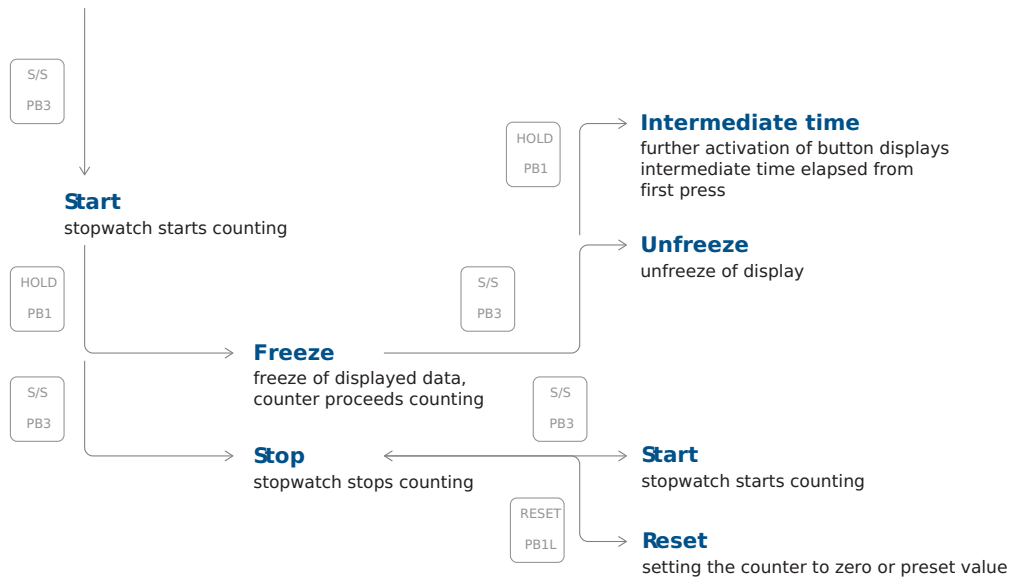 S/S
PB3
Start
stopwatch starts counting
HOLD
PB1
Intermediate time
further activation of button displays
intermediate time elapsed from
first press
Unfreeze
unfreeze of display
HOLD
PB1
S/S
PB3
Freeze
freeze of displayed data,
counter proceeds counting
S/S
PB3
Stop
stopwatch stops counting
S/S
PB3
Start
stopwatch starts counting
RESET
PB1L
Reset
setting the counter to zero or preset value